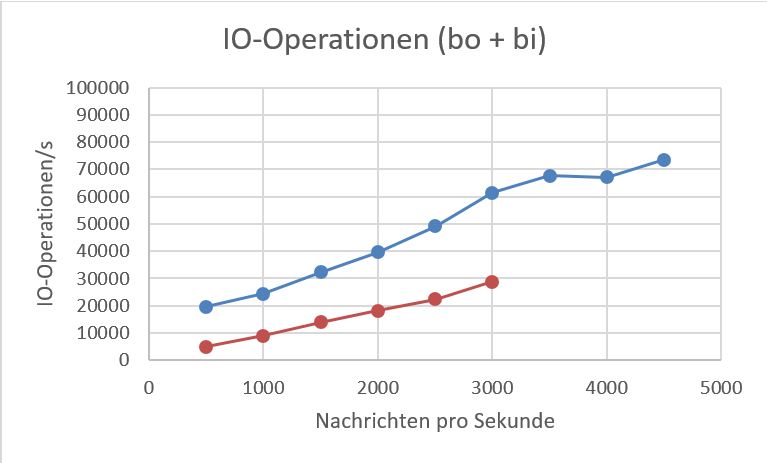 IO-Operationen (bo + bi)
IO-Operationen/s
100000
90000
80000
70000
60000
50000
40000
30000
20000
10000
0
0 1000 2000 3000 4000 5000
Nachrichten pro Sekunde